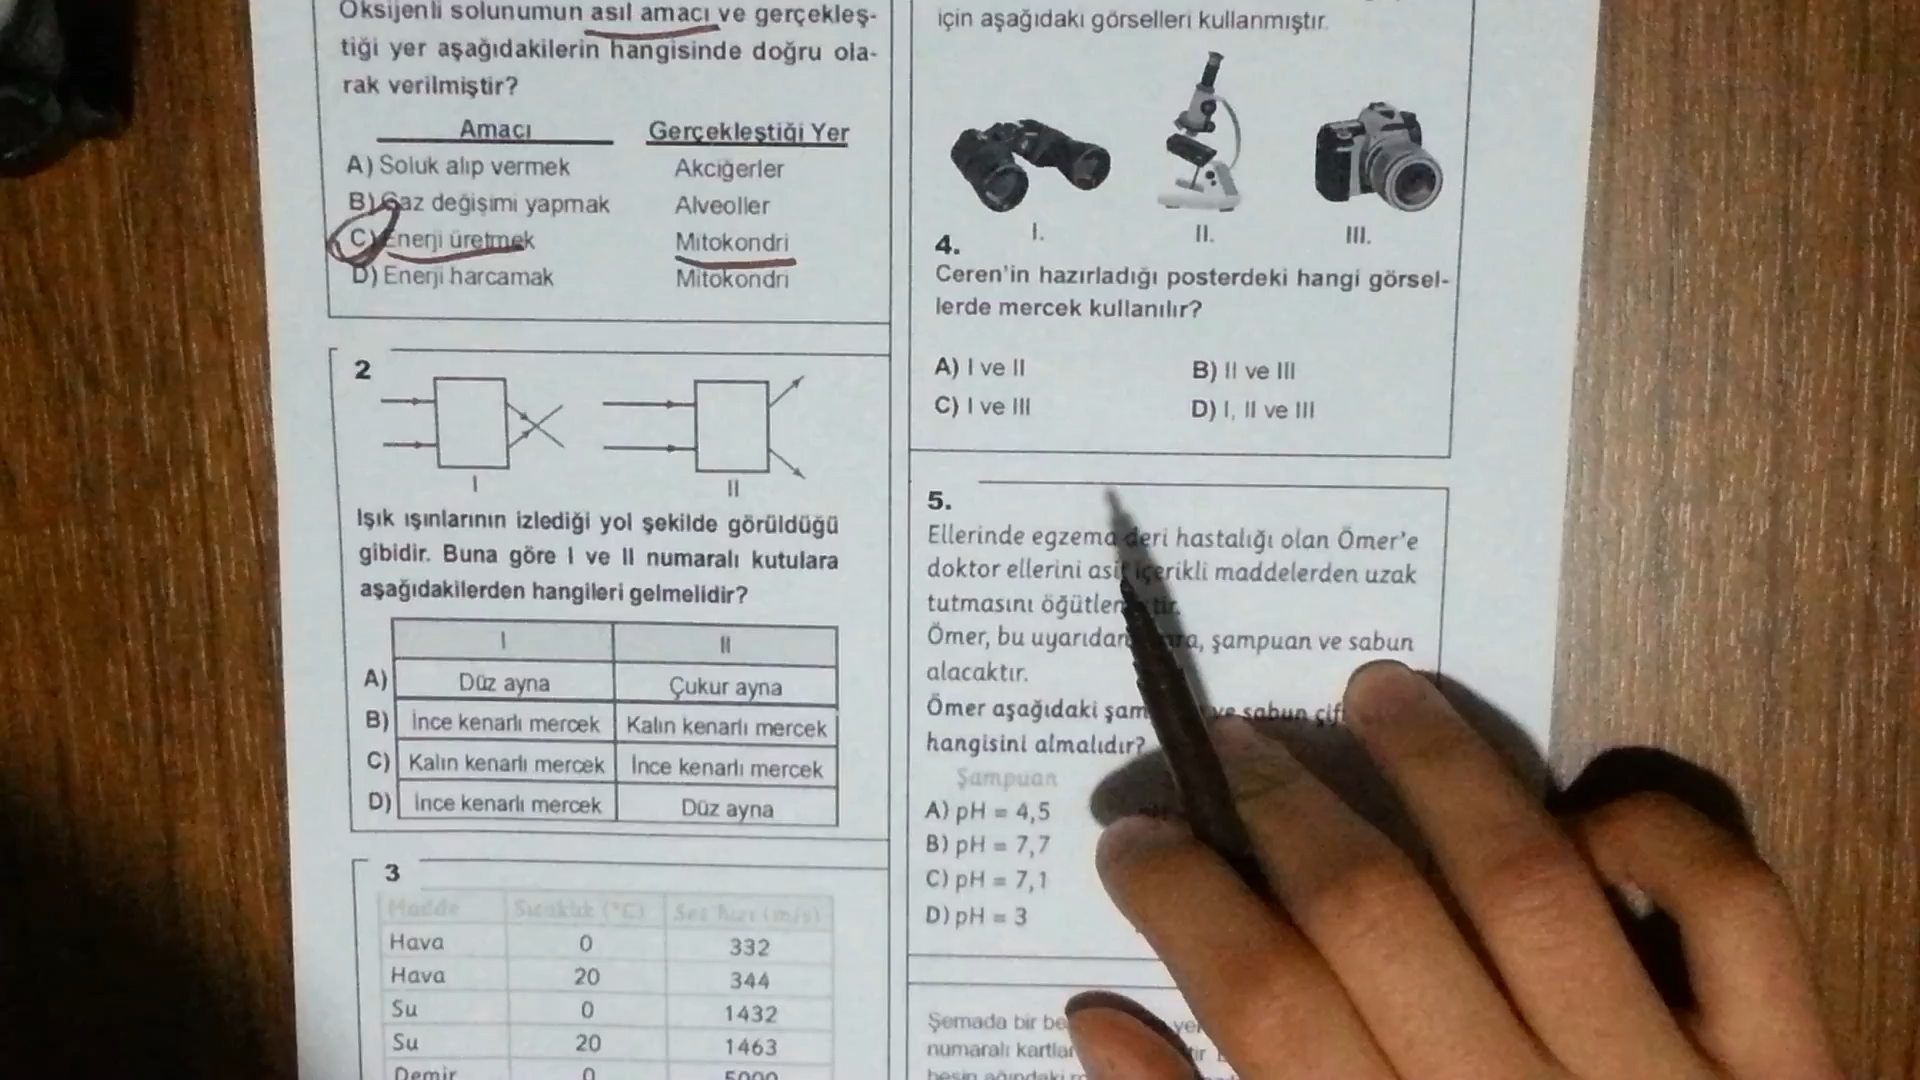 Oksijenli solunumun asıl amacı ve gerçekleş-
tiği yer aşağıdakilerin hangisinde doğru ola-
rak verilmiştir?
Amacı Gerçekleştiği Yer
A) Soluk alıp vermek Akciğerler
B) Gaz değişimi yapmak Alveoller
C) Enerji üretmek Mitokondri
D) Enerji harcamak Mitokondri
2
I II
Işık ışınlarının izlediği yol şekilde görüldüğü
gibidir. Buna göre I ve II numaralı kutulara
aşağıdakilerden hangileri gelmelidir?
I II
A) Düz ayna Çukur ayna
B) İnce kenarlı mercek Kalın kenarlı mercek
C) Kalın kenarlı mercek İnce kenarlı mercek
D) İnce kenarlı mercek Düz ayna
3
Madde Sıcaklık (°C) Ses hızı (m/s)
Hava 0 332
Hava 20 344
Su 0 1432
Su 20 1463
Demir 0 5000
için aşağıdaki görselleri kullanmıştır.
I. II. III.
4.
Ceren'in hazırladığı posterdeki hangi görsel-
lerde mercek kullanılır?
A) I ve II B) II ve III
C) I ve III D) I, II ve III
5.
Ellerinde egzema deri hastalığı olan Ömer'e
doktor ellerini asit içerikli maddelerden uzak
tutmasını
Ömer, bu şampuan ve sabun
alacaktır.
Ömer aşağıdaki ve sabun
hangisini almalıdır?
Şampuan
A) pH = 4,5
B) pH = 7,7
C) pH = 7,1
D) pH = 3
Şemada bir
numaralı